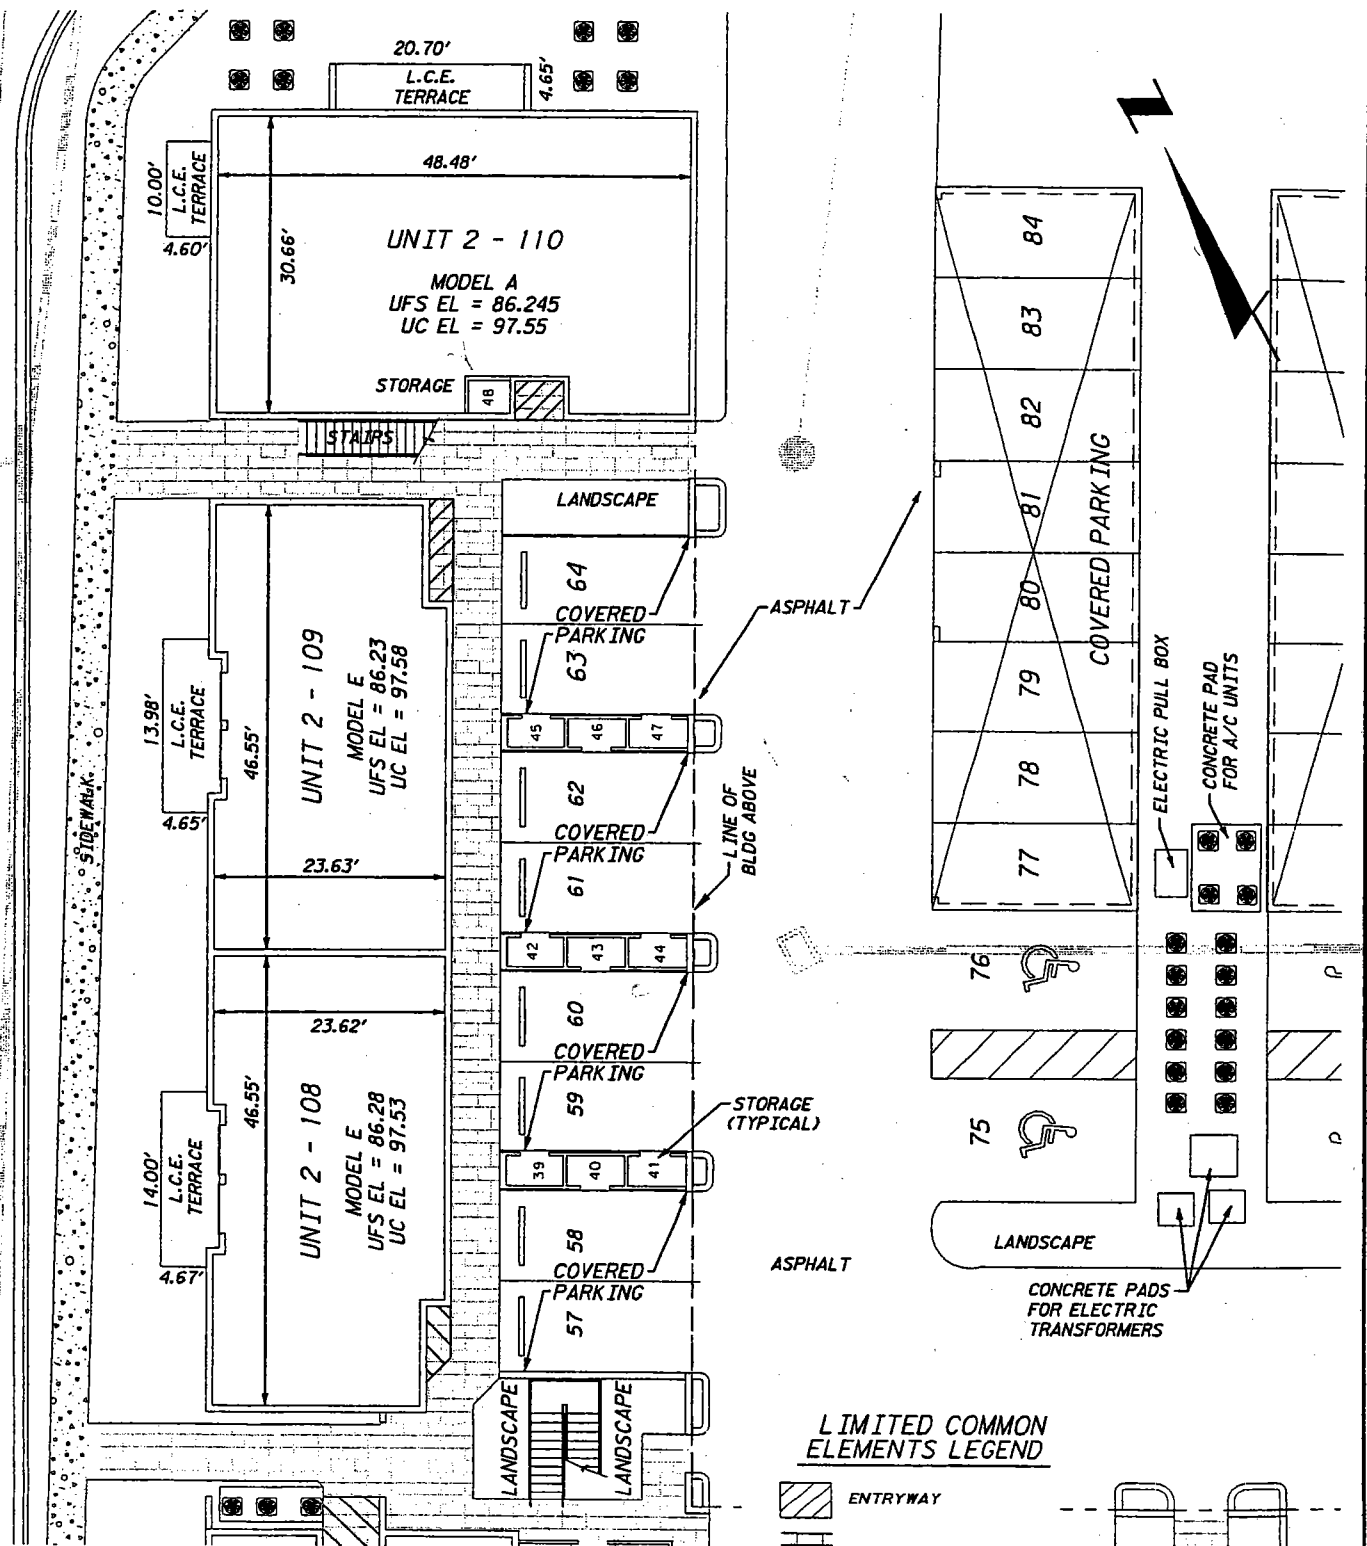 20.70'
L.C.E.
TERRACE
4.65'
10.00'
L.C.E.
TERRACE
4.60'
48.48'
30.66'
UNIT 2 - 110
MODEL A
UFS EL = 86.245
UC EL = 97.55
STORAGE
48
STAIRS
LANDSCAPE
64
COVERED
PARKING
63
45
46
47
62
COVERED
PARKING
61
42
43
44
60
COVERED
PARKING
59
39
40
41
58
COVERED
PARKING
57
LANDSCAPE
LANDSCAPE
SIDEWALK
13.98'
L.C.E.
TERRACE
4.65'
46.55'
UNIT 2 - 109
MODEL E
UFS EL = 86.23
UC EL = 97.58
23.63'
23.62'
46.55'
UNIT 2 - 108
MODEL E
UFS EL = 86.28
UC EL = 97.53
14.00'
L.C.E.
TERRACE
4.67'
ASPHALT
LINE OF
BLDG ABOVE
STORAGE
(TYPICAL)
ASPHALT
84
83
82
81
80
79
78
77
COVERED PARKING
76
75
ELECTRIC PULL BOX
CONCRETE PAD
FOR A/C UNITS
LANDSCAPE
CONCRETE PADS
FOR ELECTRIC
TRANSFORMERS
LIMITED COMMON
ELEMENTS LEGEND
ENTRYWAY